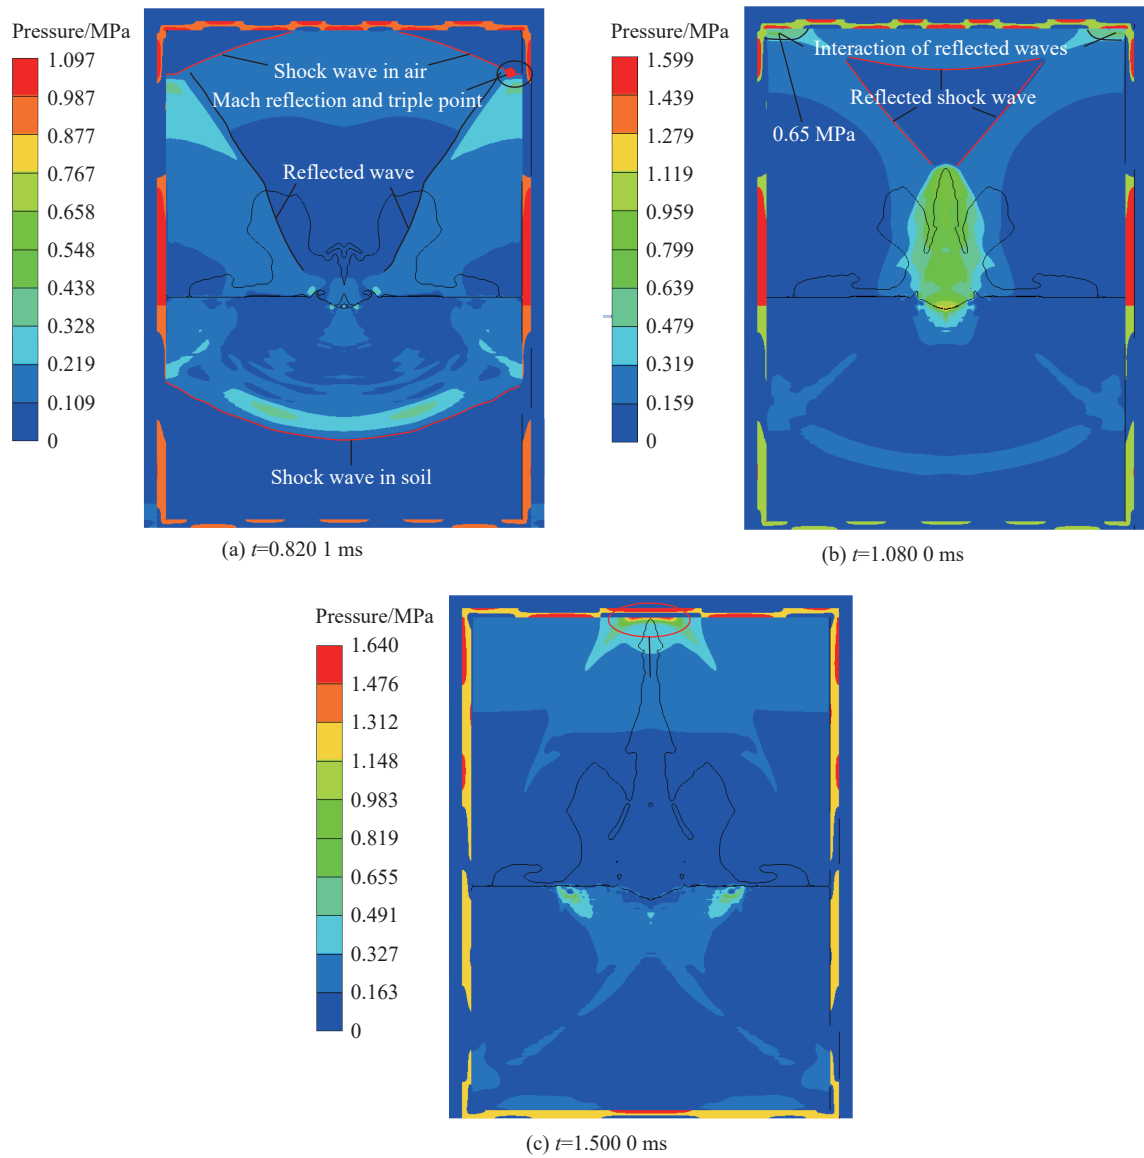 Pressure/MPa
1.097
0.987
0.877
0.767
0.658
0.548
0.438
0.328
0.219
0.109
0
Shock wave in air
Mach reflection and triple point
Reflected wave
Shock wave in soil
(a) t=0.820 1 ms
Pressure/MPa
1.599
1.439
1.279
1.119
0.959
0.799
0.639
0.479
0.319
0.159
0
Interaction of reflected waves
Reflected shock wave
0.65 MPa
(b) t=1.080 0 ms
Pressure/MPa
1.640
1.476
1.312
1.148
0.983
0.819
0.655
0.491
0.327
0.163
0
(c) t=1.500 0 ms